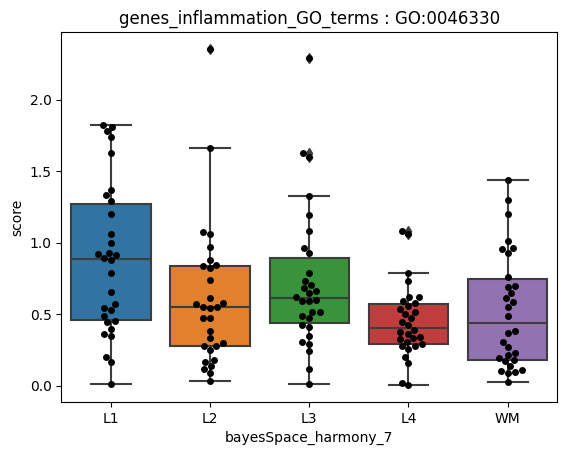 genes_inflammation_GO_terms : GO:0046330
2.0
1.5
1.0
0.5
0.0
score
L1 L2 L3 L4 WM
bayesSpace_harmony_7